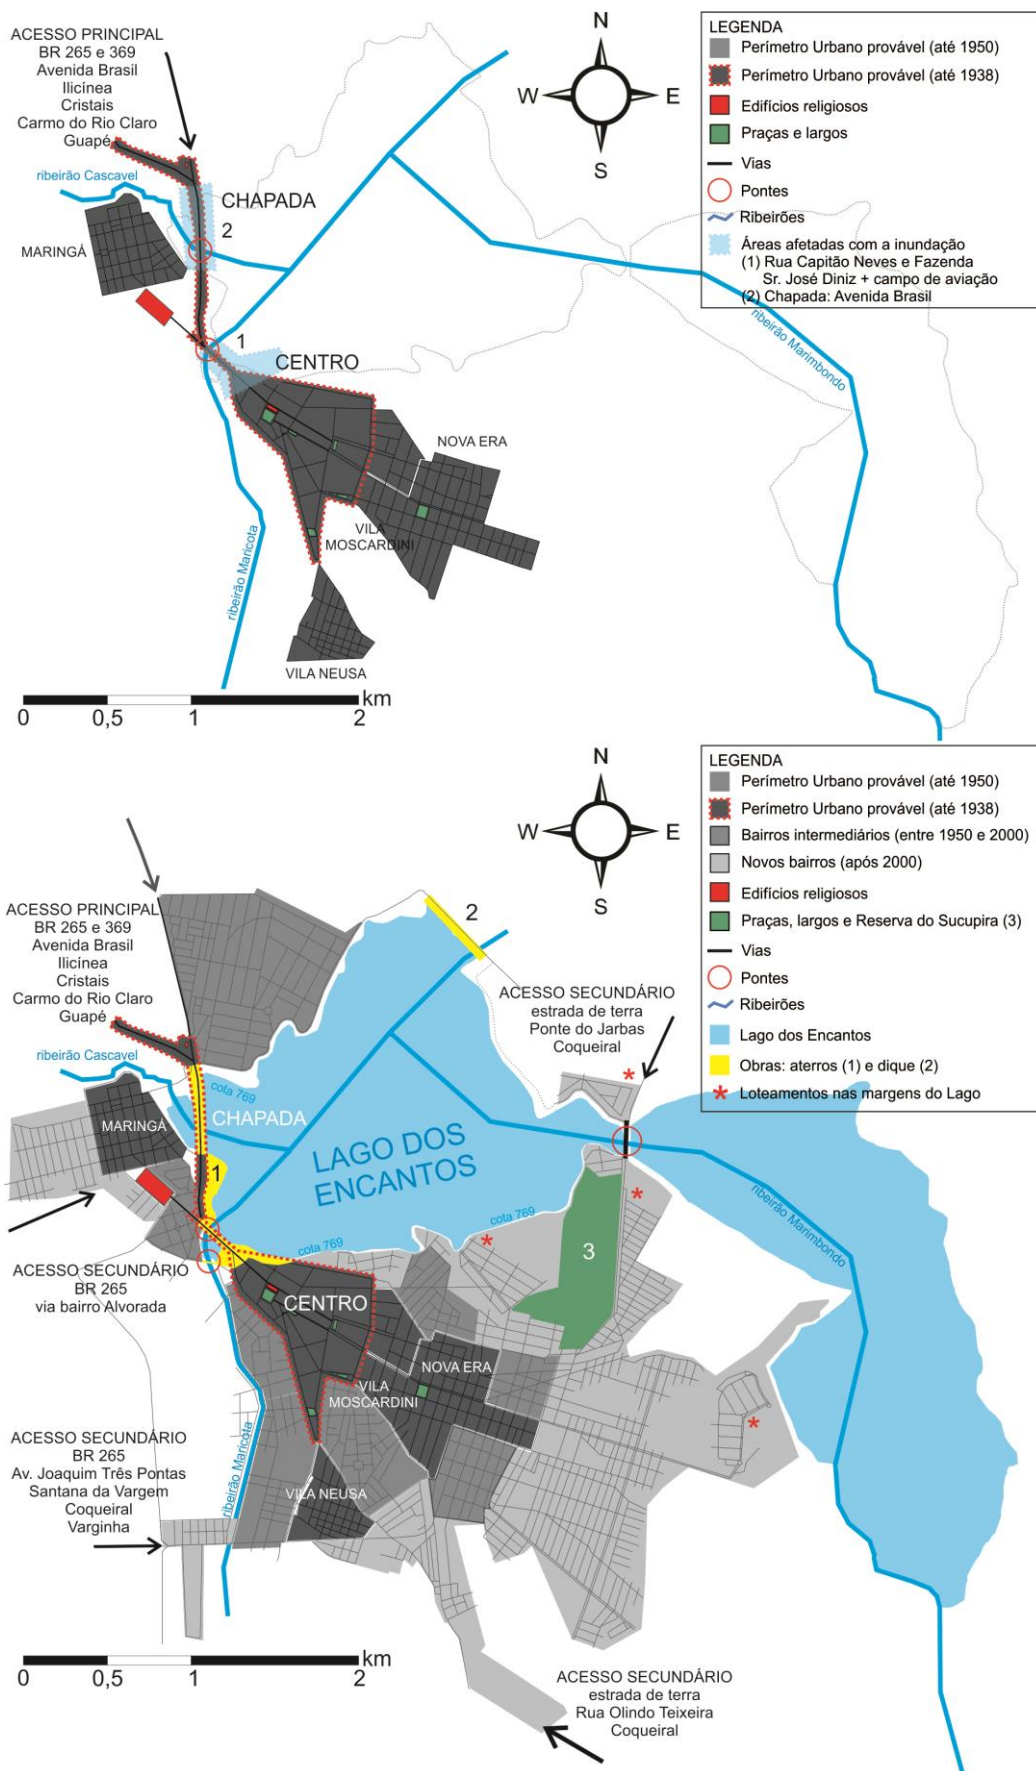 ACESSO PRINCIPAL
BR 265 e 369
Avenida Brasil
Ilicínea
Cristais
Carmo do Rio Claro
Guapé
ribeirão Cascavel
CHAPADA
2
MARINGÁ
1
CENTRO
NOVA ERA
VILA
MOSCARDINI
ribeirão Maricota
VILA NEUSA
ribeirão Marimbondo
N
W
E
S
LEGENDA
Perímetro Urbano provável (até 1950)
Perímetro Urbano provável (até 1938)
Edifícios religiosos
Praças e largos
Vias
Pontes
Ribeirões
Áreas afetadas com a inundação
(1) Rua Capitão Neves e Fazenda
Sr. José Diniz + campo de aviação
(2) Chapada: Avenida Brasil
km
0
0,5
1
2
N
W
E
S
LEGENDA
Perímetro Urbano provável (até 1950)
Perímetro Urbano provável (até 1938)
Bairros intermediários (entre 1950 e 2000)
Novos bairros (após 2000)
Edifícios religiosos
Praças, largos e Reserva do Sucupira (3)
Vias
Pontes
Ribeirões
Lago dos Encantos
Obras: aterros (1) e dique (2)
Loteamentos nas margens do Lago
ACESSO PRINCIPAL
BR 265 e 369
Avenida Brasil
Ilicínea
Cristais
Carmo do Rio Claro
Guapé
2
ACESSO SECUNDÁRIO
estrada de terra
Ponte do Jarbas
Coqueiral
ribeirão Cascavel
cota 769
CHAPADA
MARINGÁ
LAGO DOS
ENCANTOS
1
cota 769
cota 769
3
ribeirão Marimbondo
ACESSO SECUNDÁRIO
BR 265
via bairro Alvorada
CENTRO
NOVA ERA
VILA
MOSCARDINI
ACESSO SECUNDÁRIO
BR 265
Av. Joaquim Três Pontas
Santana da Vargem
Coqueiral
Varginha
ribeirão Maricota
VILA NEUSA
km
0
0,5
1
2
ACESSO SECUNDÁRIO
estrada de terra
Rua Olindo Teixeira
Coqueiral